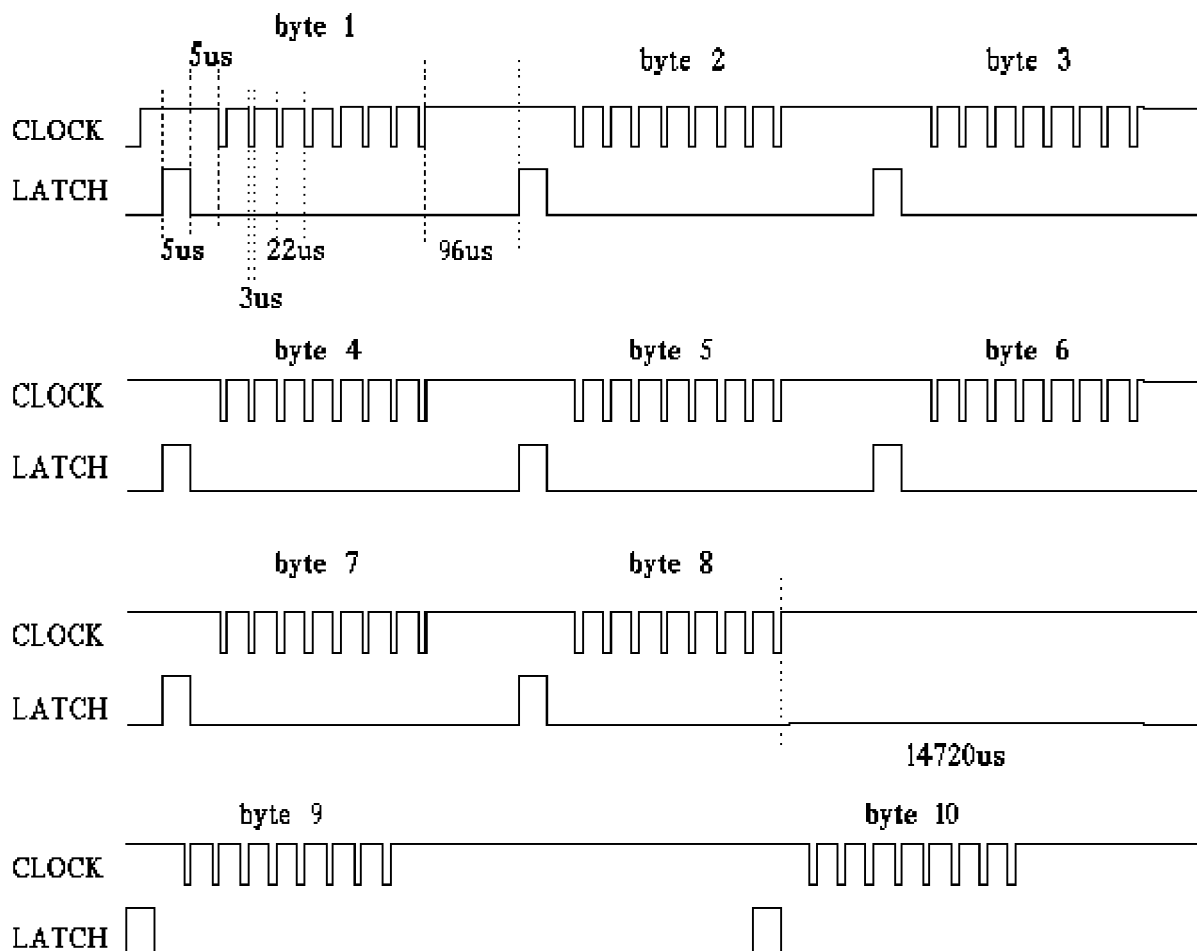 byte 1
5us
byte 2
byte 3
CLOCK
LATCH
5us
22us
96us
3us
byte 4
byte 5
byte 6
CLOCK
LATCH
byte 7
byte 8
CLOCK
LATCH
14720us
byte 9
byte 10
CLOCK
LATCH